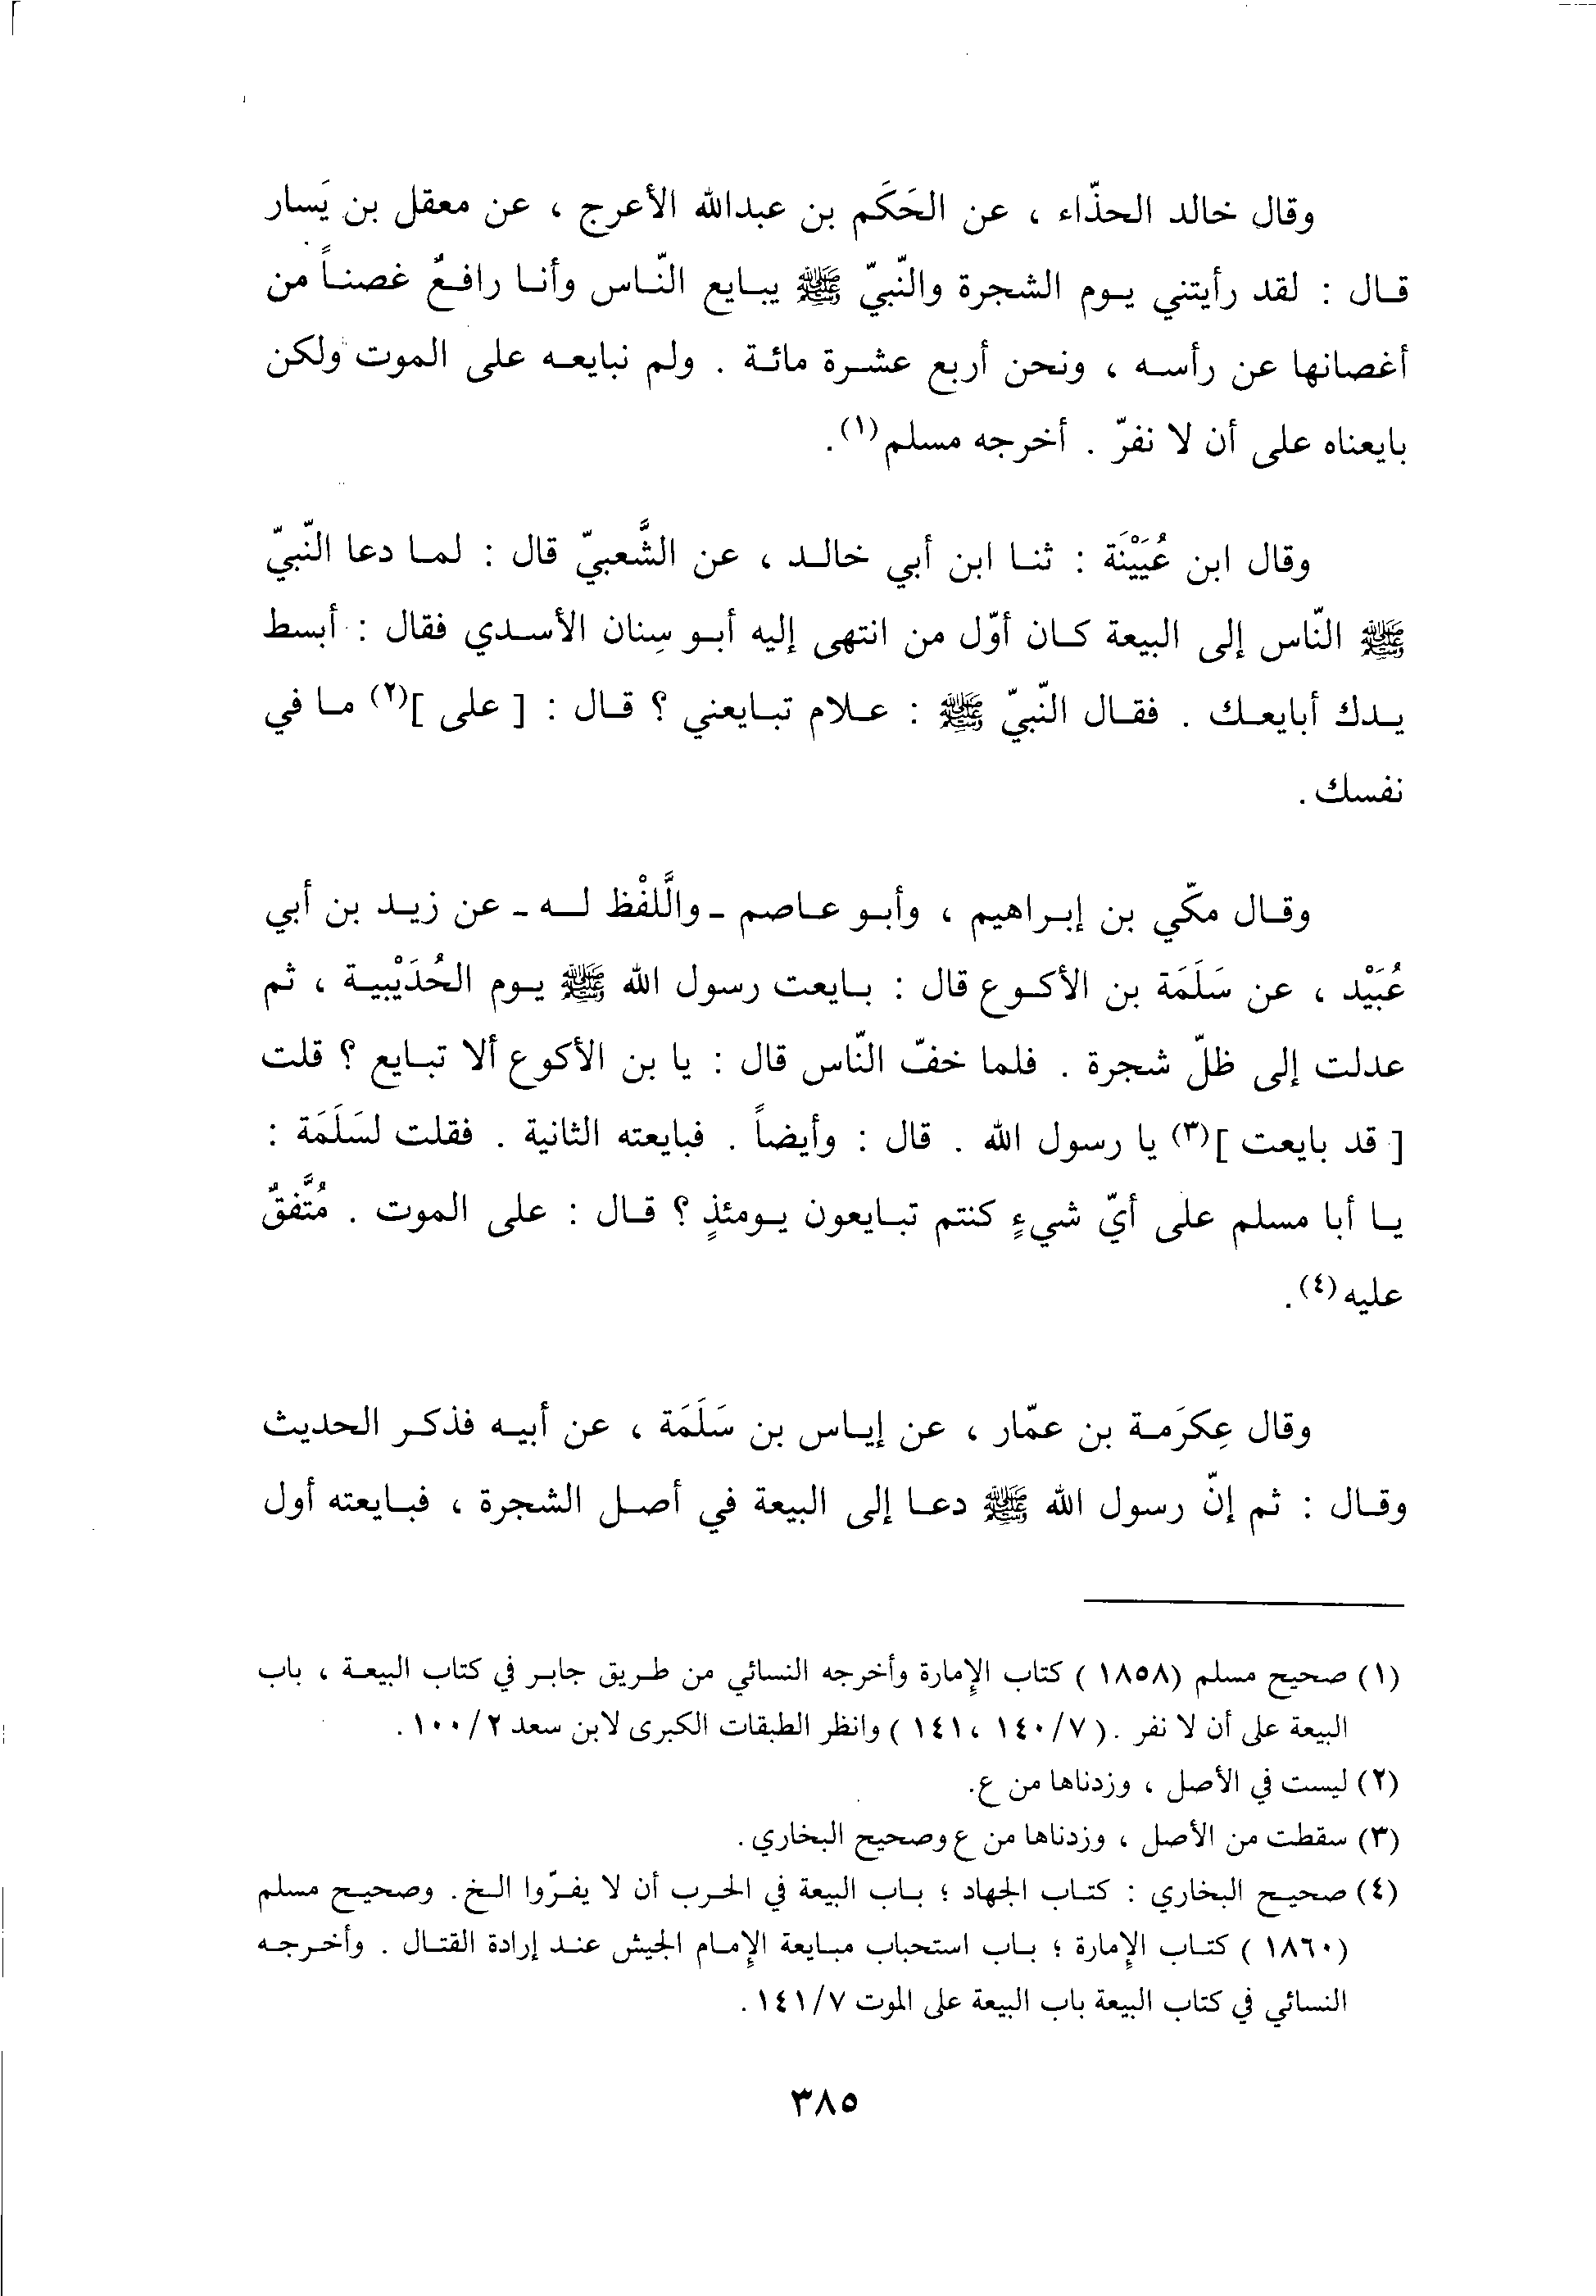 وقال خالد الحذّاء ، عن الحَكَم بن عبدالله الأعرج ، عن معقل بن يَسار
قال : لقد رأيتني يوم الشجرة والنّبيّ ﷺ يبايع النّاس وأنا رافعٌ غصناً من
أغصانها عن رأسه ، ونحن أربع عشرة مائة . ولم نبايعه على الموت ولكن
بايعناه على أن لا نفرّ . أخرجه مسلم (١).
وقال ابن عُيَيْنَة : ثنا ابن أبي خالد ، عن الشَّعبيّ قال : لما دعا النّبيّ
ﷺ النّاس إلى البيعة كان أوّل من انتهى إليه أبو سِنان الأسدي فقال : أبسط
يدك أبايعك . فقال النّبيّ ﷺ : علام تبايعني ؟ قال : [ على ](٢) ما في
نفسك .
وقال مكّي بن إبراهيم ، وأبو عاصم ـ والَّلفْظ له ـ عن زيد بن أبي
عُبَيْد ، عن سَلَمَة بن الأكوع قال : بايعت رسول الله ﷺ يوم الحُدَيْبية ، ثم
عدلت إلى ظلّ شجرة . فلما خفّ النّاس قال : يا بن الأكوع ألا تبايع ؟ قلت
[ قد بايعت ](٣) يا رسول الله . قال : وأيضاً . فبايعته الثانية . فقلت لسَلَمَة :
يا أبا مسلم على أيّ شيءٍ كنتم تبايعون يومئذٍ ؟ قال : على الموت . مُتَّفقٌ
عليه (٤).
وقال عِكرَمة بن عمّار ، عن إياس بن سَلَمَة ، عن أبيه فذكر الحديث
وقال : ثم إنّ رسول الله ﷺ دعا إلى البيعة في أصل الشجرة ، فبايعته أول
(١) صحيح مسلم (١٨٥٨ ) كتاب الإمارة وأخرجه النسائي من طريق جابر في كتاب البيعة ، باب
البيعة على أن لا نفر . (٧/ ١٤٠ ، ١٤١ ) وانظر الطبقات الكبرى لابن سعد ٢/ ١٠٠ .
(٢) ليست في الأصل ، وزدناها من ع.
(٣) سقطت من الأصل ، وزدناها من ع وصحيح البخاري .
(٤) صحيح البخاري : كتاب الجهاد ؛ باب البيعة في الحرب أن لا يفرّوا الخ . وصحيح مسلم
(١٨٦٠ ) كتاب الإمارة ؛ باب استحباب مبايعة الإمام الجيش عند إرادة القتال . وأخرجه
النسائي في كتاب البيعة باب البيعة على الموت ٧/ ١٤١ .
٣٨٥